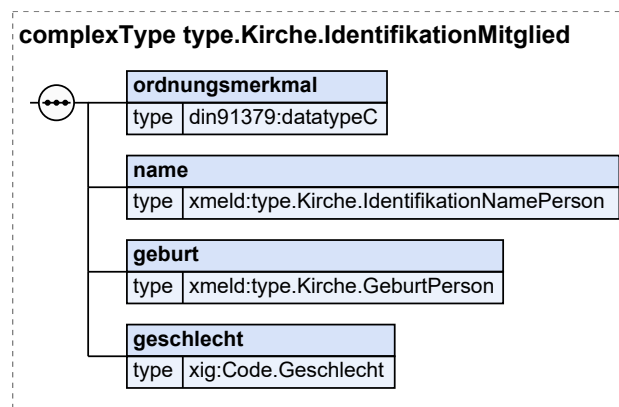 complexType type.Kirche.IdentifikationMitglied
ordnungsmerkmal
type din91379:datatypeC
name
type xmeld:type.Kirche.IdentifikationNamePerson
geburt
type xmeld:type.Kirche.GeburtPerson
geschlecht
type xig:Code.Geschlecht